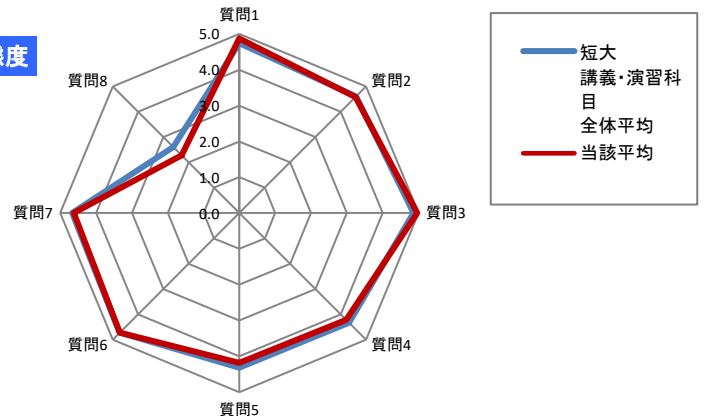 態度
質問1
質問2
質問3
質問4
質問5
質問6
質問7
質問8
5.0
4.0
3.0
2.0
1.0
0.0
短大
講義・演習科
目
全体平均
当該平均